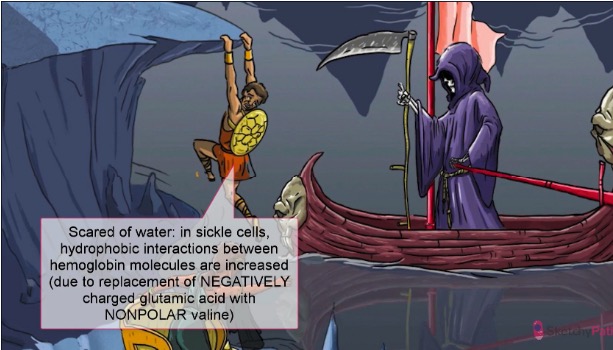 Scared of water: in sickle cells,
hydrophobic interactions between
hemoglobin molecules are increased
(due to replacement of NEGATIVELY
charged glutamic acid with
NONPOLAR valine)